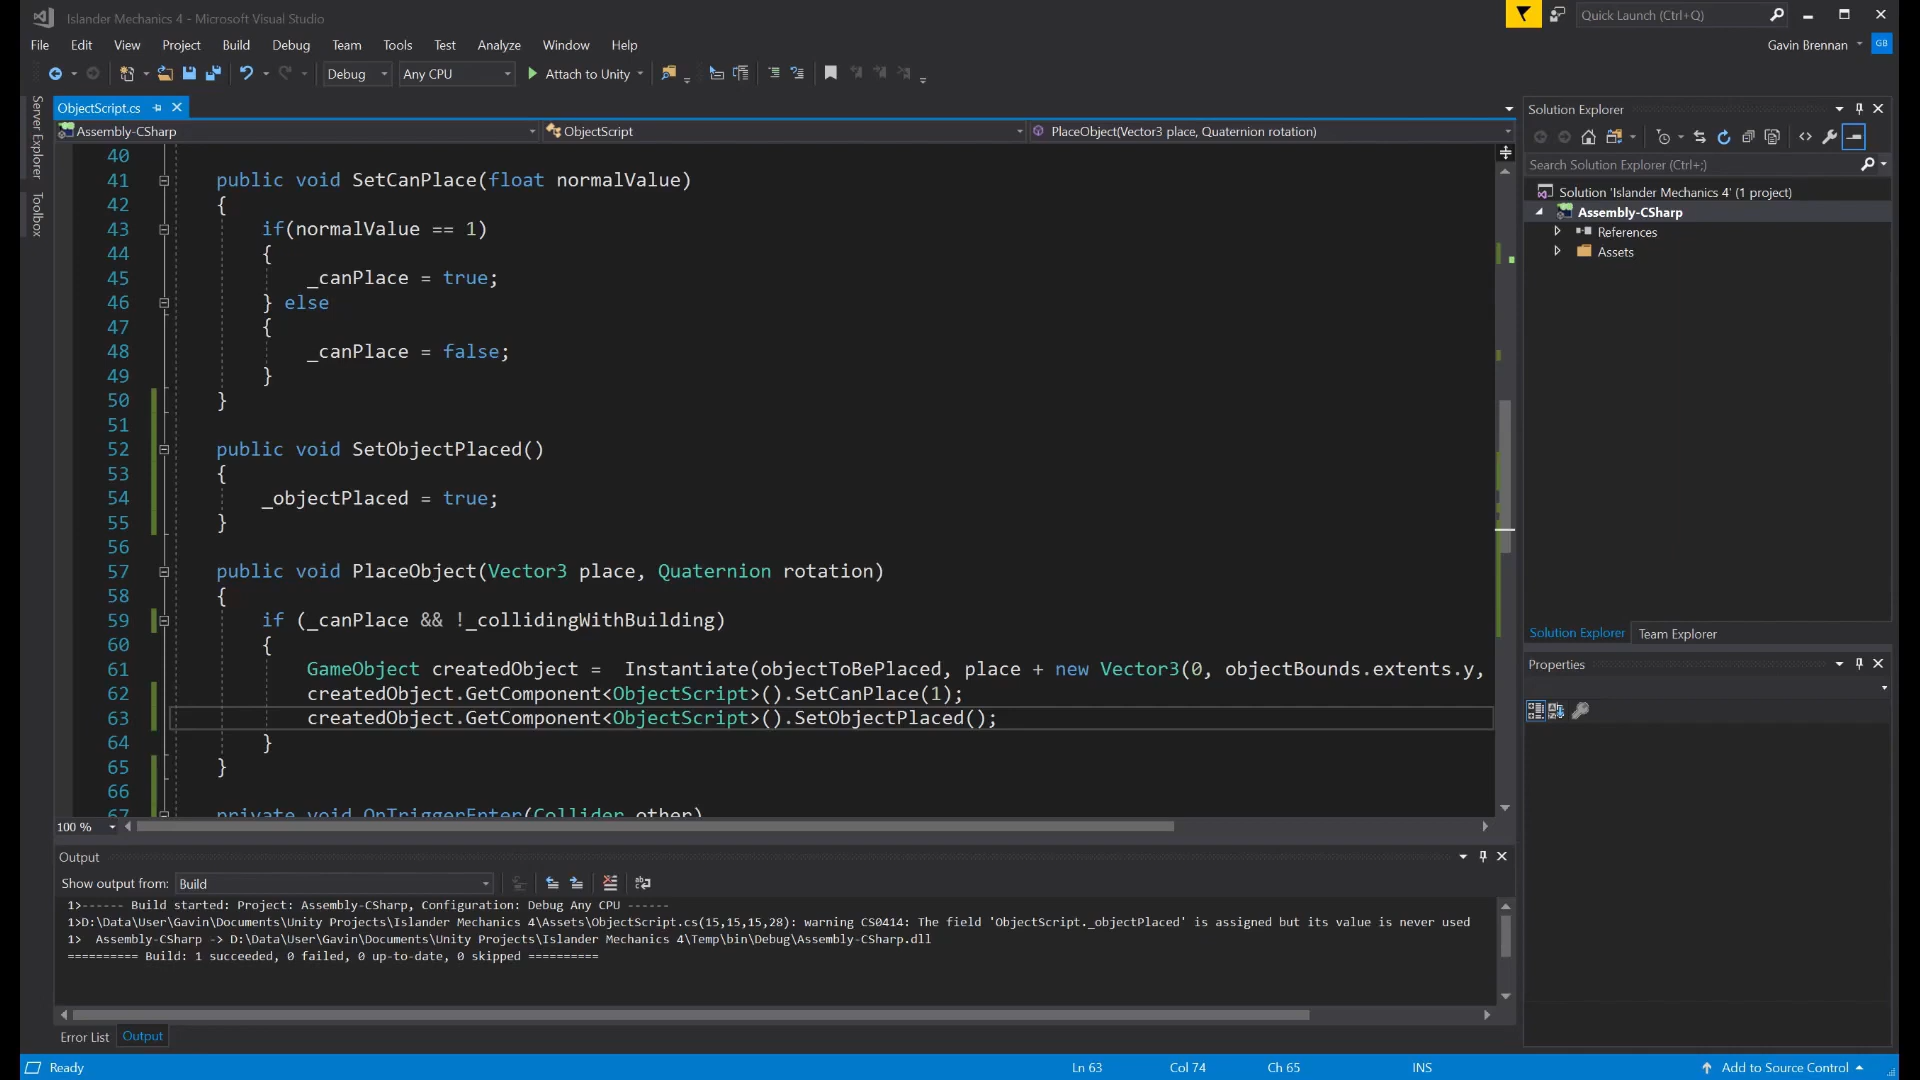 Islander Mechanics 4 - Microsoft Visual Studio
Quick Launch (Ctrl+Q)
File Edit View Project Build Debug Team Tools Test Analyze Window Help
Gavin Brennan GB
Debug Any CPU Attach to Unity
Server Explorer
Toolbox
ObjectScript.cs
Assembly-CSharp ObjectScript PlaceObject(Vector3 place, Quaternion rotation)
40
41 public void SetCanPlace(float normalValue)
42 {
43 if(normalValue == 1)
44 {
45 _canPlace = true;
46 } else
47 {
48 _canPlace = false;
49 }
50 }
51
52 public void SetObjectPlaced()
53 {
54 _objectPlaced = true;
55 }
56
57 public void PlaceObject(Vector3 place, Quaternion rotation)
58 {
59 if (_canPlace && !_collidingWithBuilding)
60 {
61 GameObject createdObject = Instantiate(objectToBePlaced, place + new Vector3(0, objectBounds.extents.y,
62 createdObject.GetComponent<ObjectScript>().SetCanPlace(1);
63 createdObject.GetComponent<ObjectScript>().SetObjectPlaced();
64 }
65 }
66
67 private void OnTriggerEnter(Collider other)
100 %
Output
Show output from: Build
1>------ Build started: Project: Assembly-CSharp, Configuration: Debug Any CPU ------
1>D:\Data\User\Gavin\Documents\Unity Projects\Islander Mechanics 4\Assets\ObjectScript.cs(15,15,15,28): warning CS0414: The field 'ObjectScript._objectPlaced' is assigned but its value is never used
1> Assembly-CSharp -> D:\Data\User\Gavin\Documents\Unity Projects\Islander Mechanics 4\Temp\bin\Debug\Assembly-CSharp.dll
========== Build: 1 succeeded, 0 failed, 0 up-to-date, 0 skipped ==========
Error List Output
Solution Explorer
Search Solution Explorer (Ctrl+;)
Solution 'Islander Mechanics 4' (1 project)
Assembly-CSharp
References
Assets
Solution Explorer Team Explorer
Properties
Ready Ln 63 Col 74 Ch 65 INS Add to Source Control